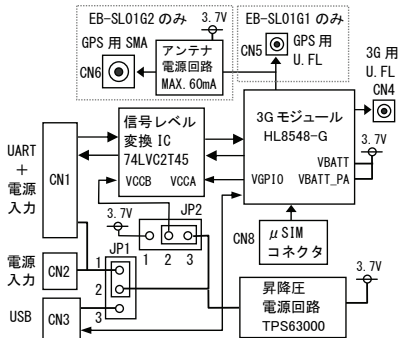 EB-SL01G2 のみ
EB-SL01G1 のみ
3.7V
GPS 用 SMA
CN6
アンテナ
電源回路
MAX.60mA
CN5
GPS 用
U.FL
3G 用
U.FL
CN4
信号レベル
変換 IC
74LVC2T45
VCCB VCCA
3G モジュール
HL8548-G
3.7V
VBATT
VBATT_PA
VGPIO
UART
+
電源
入力
CN1
3.7V
JP2
1 2 3
CN8
μSIM
コネクタ
電源
入力
CN2
JP1
1
2
3
USB
CN3
昇降圧
電源回路
TPS63000
3.7V